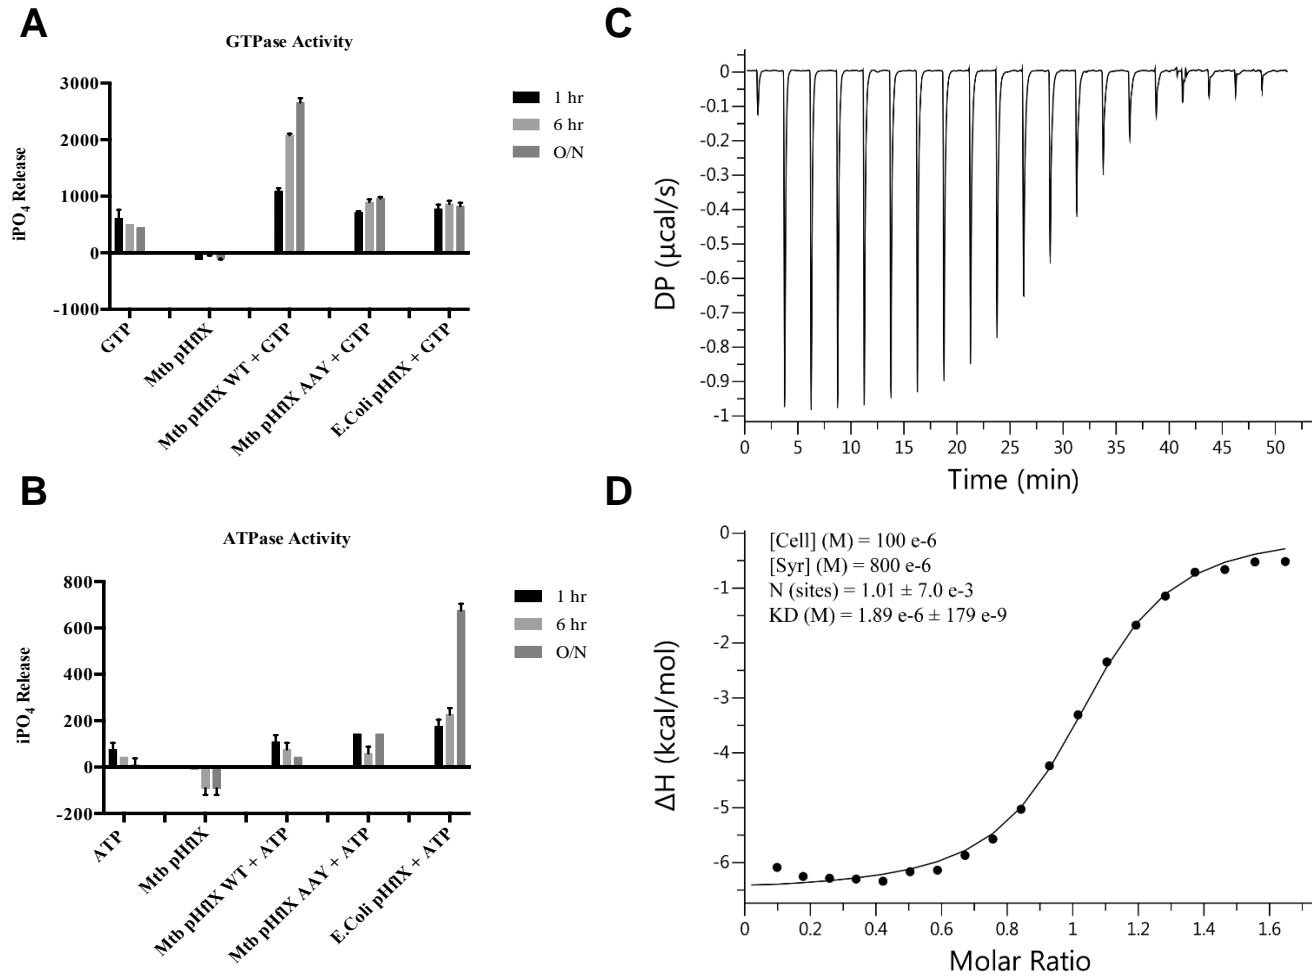 A
GTPase Activity
3000
2000
1000
0
-1000
iPO4 Release
1 hr
6 hr
O/N
GTP
Mtb pHflX
Mtb pHflX WT + GTP
Mtb pHflX AAY + GTP
E.Coli pHflX + GTP
B
ATPase Activity
800
600
400
200
0
-200
iPO4 Release
1 hr
6 hr
O/N
ATP
Mtb pHflX
Mtb pHflX WT + ATP
Mtb pHflX AAY + ATP
E.Coli pHflX + ATP
C
0
-0.1
-0.2
-0.3
-0.4
-0.5
-0.6
-0.7
-0.8
-0.9
-1
DP (µcal/s)
0 5 10 15 20 25 30 35 40 45 50
Time (min)
D
[Cell] (M) = 100 e-6
[Syr] (M) = 800 e-6
N (sites) = 1.01 ± 7.0 e-3
KD (M) = 1.89 e-6 ± 179 e-9
0
-1
-2
-3
-4
-5
-6
ΔH (kcal/mol)
0 0.2 0.4 0.6 0.8 1 1.2 1.4 1.6
Molar Ratio